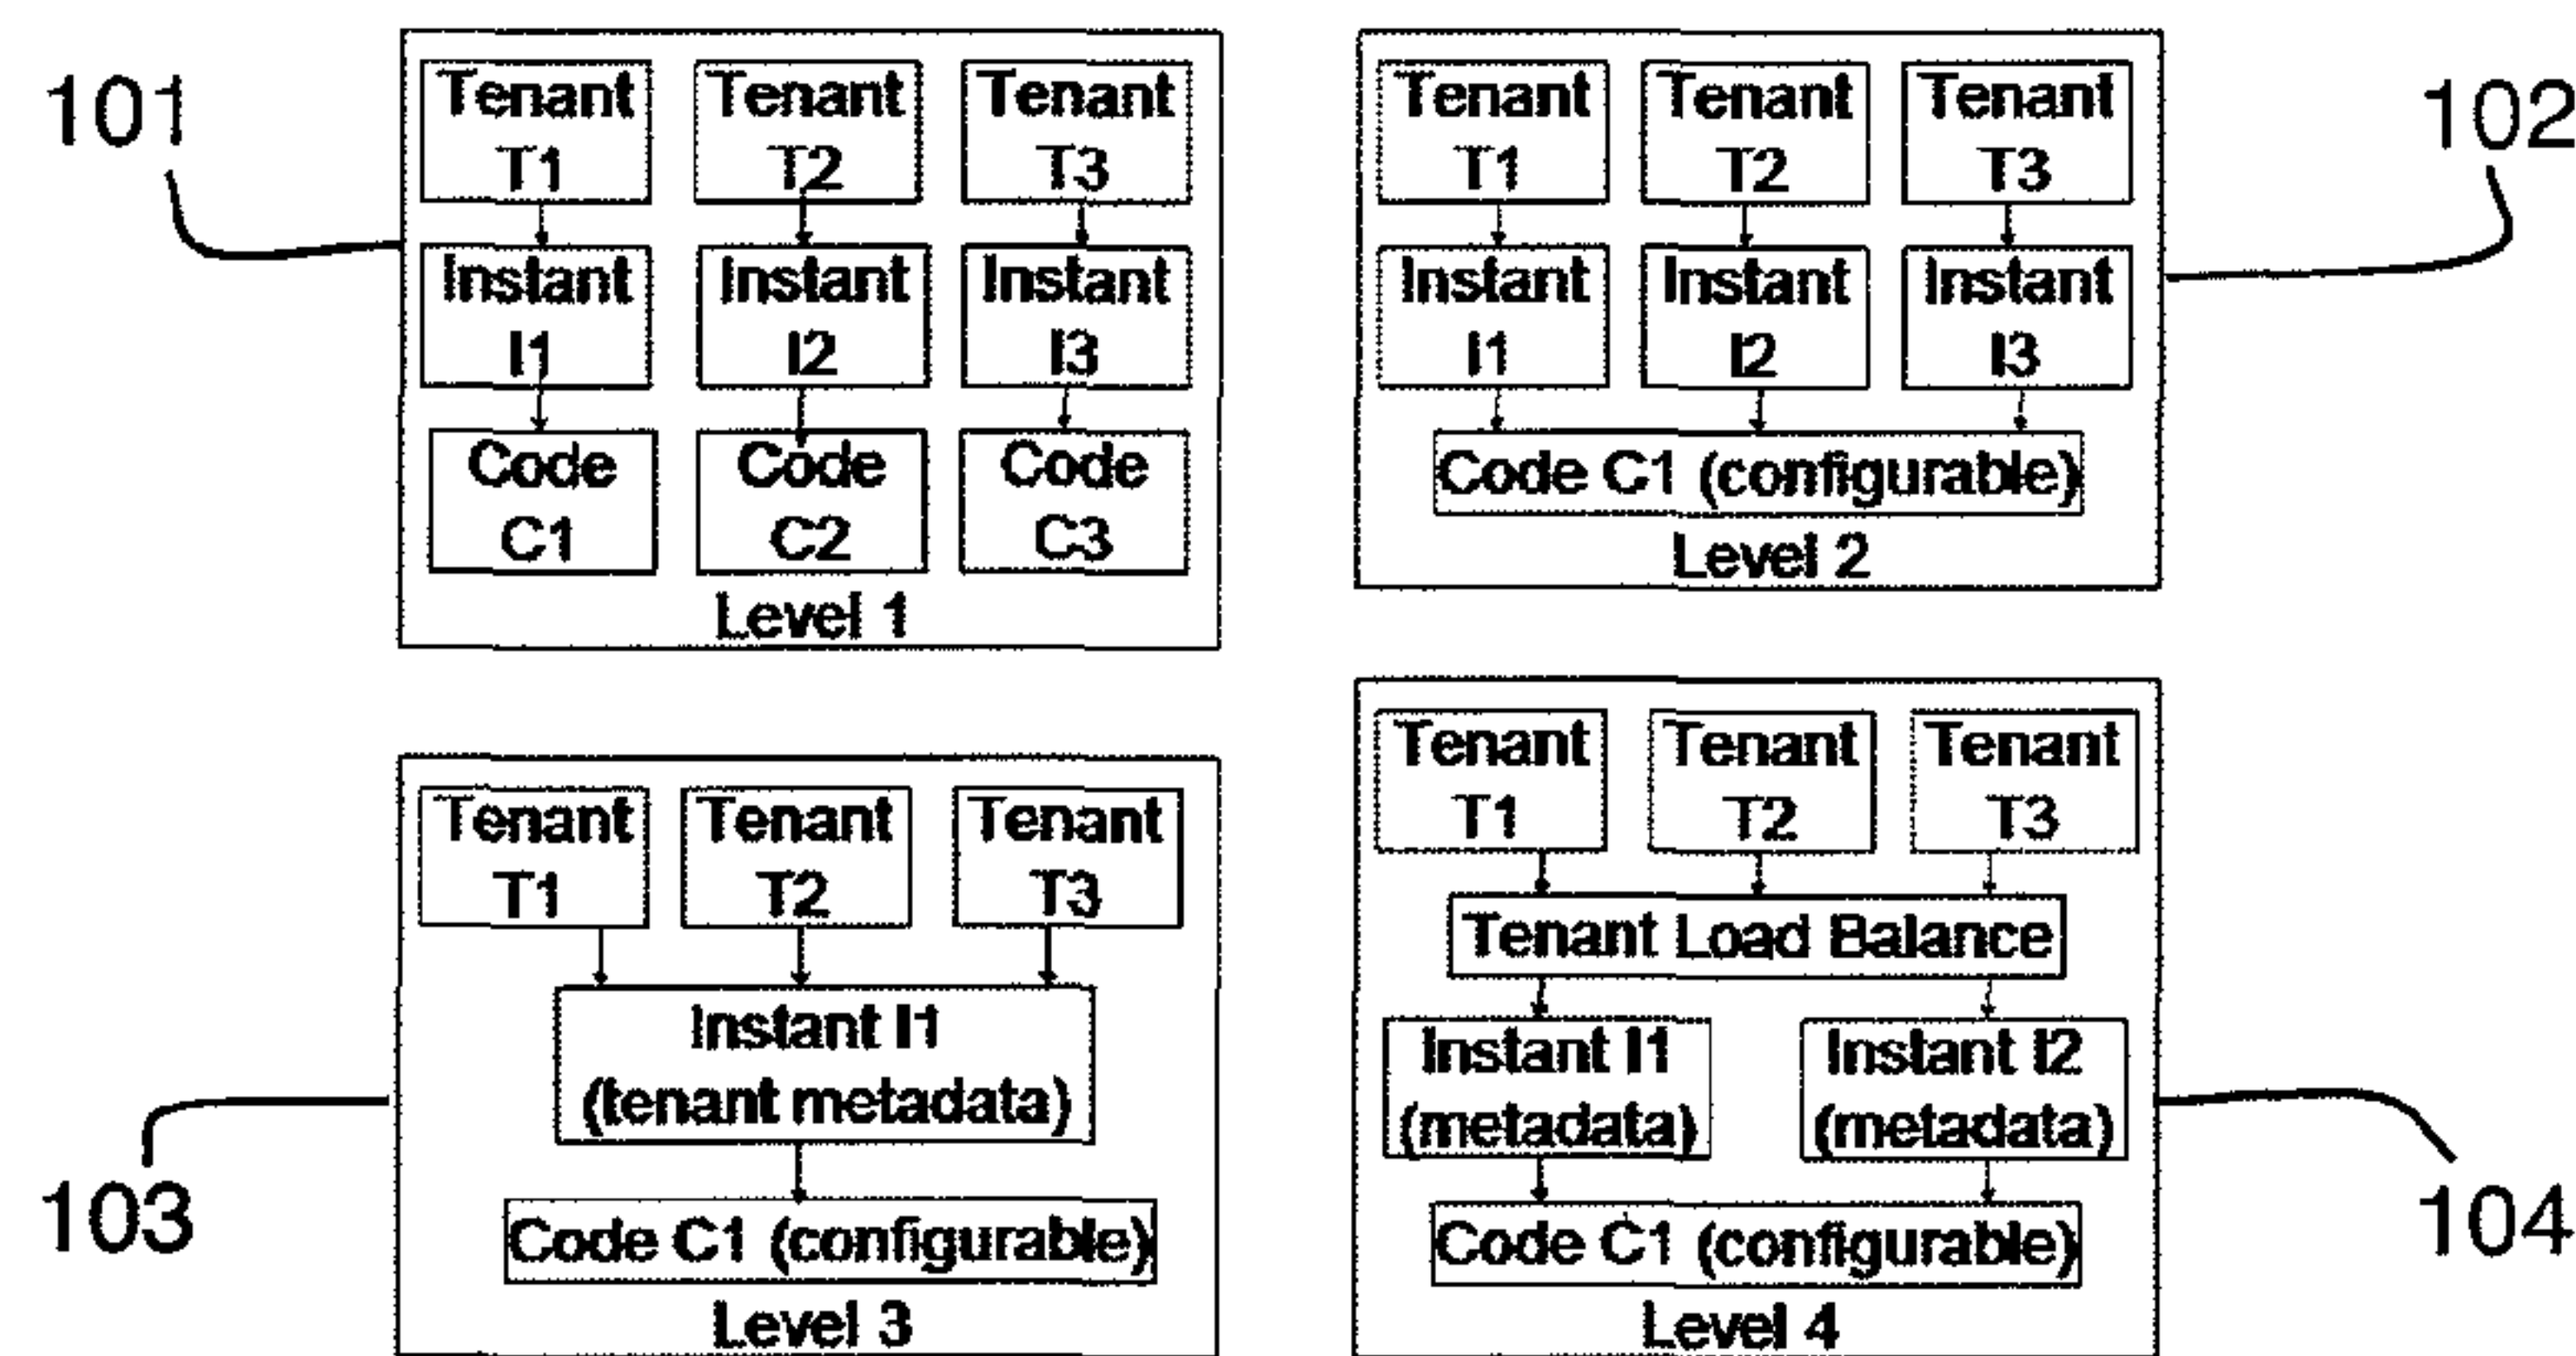 101
Tenant T1
Tenant T2
Tenant T3
Instant I1
Instant I2
Instant I3
Code C1
Code C2
Code C3
Level 1
102
Tenant T1
Tenant T2
Tenant T3
Instant I1
Instant I2
Instant I3
Code C1 (configurable)
Level 2
103
Tenant T1
Tenant T2
Tenant T3
Instant I1
(tenant metadata)
Code C1 (configurable)
Level 3
104
Tenant T1
Tenant T2
Tenant T3
Tenant Load Balance
Instant I1
(metadata)
Instant I2
(metadata)
Code C1 (configurable)
Level 4